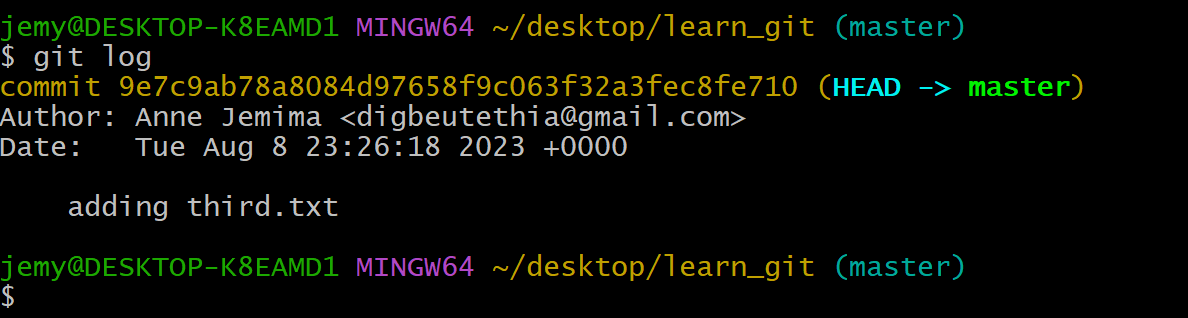 jemy@DESKTOP-K8EAMD1 MINGW64 ~/desktop/learn_git (master)
$ git log
commit 9e7c9ab78a8084d97658f9c063f32a3fec8fe710 (HEAD -> master)
Author: Anne Jemima <digbeutethia@gmail.com>
Date:   Tue Aug 8 23:26:18 2023 +0000

    adding third.txt

jemy@DESKTOP-K8EAMD1 MINGW64 ~/desktop/learn_git (master)
$